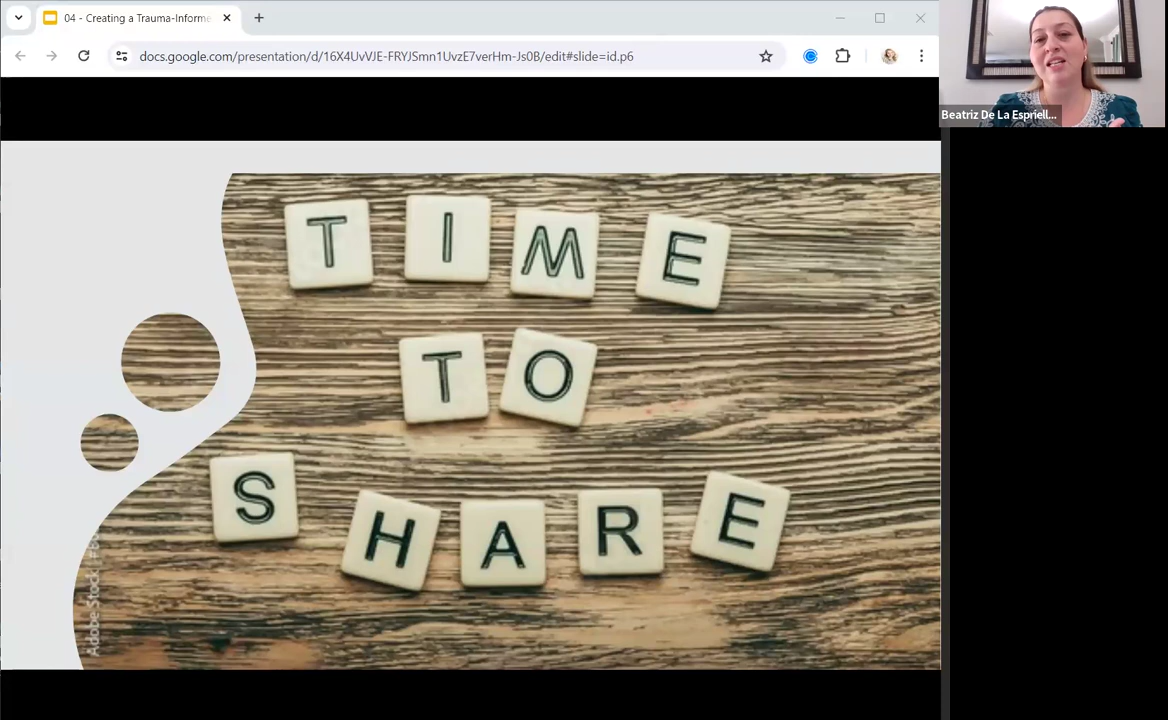 04 - Creating a Trauma-Informe
docs.google.com/presentation/d/16X4UvVJE-FRYJSmn1UvzE7verHm-Js0B/edit#slide=id.p6
Beatriz De La Espriell...
TIME
TO
SHARE
Adobe Stock